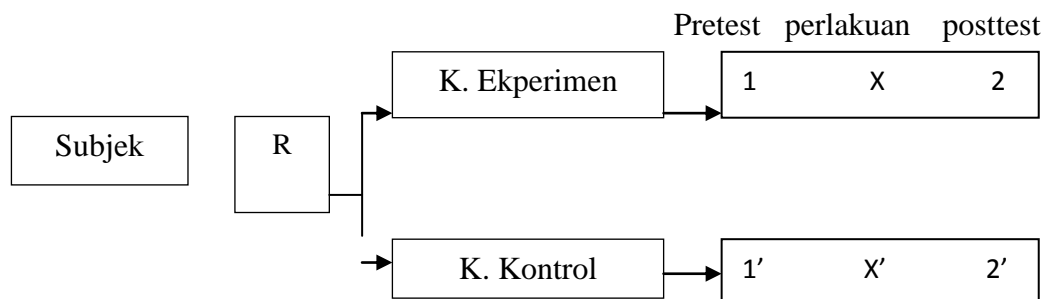 Pretest perlakuan posttest
K. Ekperimen
1 X 2
Subjek
R
K. Kontrol
1’ X’ 2’